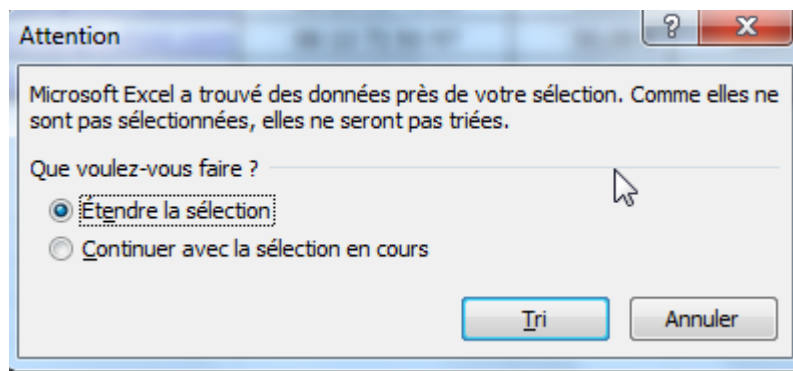 Attention
Microsoft Excel a trouvé des données près de votre sélection. Comme elles ne
sont pas sélectionnées, elles ne seront pas triées.
Que voulez-vous faire ?
Étendre la sélection
Continuer avec la sélection en cours
Tri
Annuler